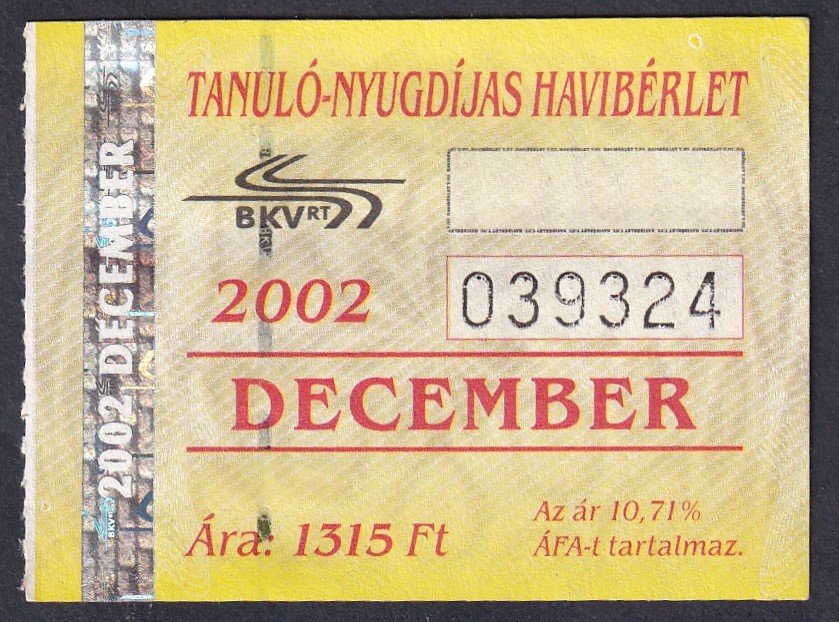 TANULÓ-NYUGDÍJAS HAVIBÉRLET
BKV RT
2002
039324
DECEMBER
Ára: 1315 Ft
Az ár 10,71%
ÁFA-t tartalmaz.
2002 DECEMBER
BKV